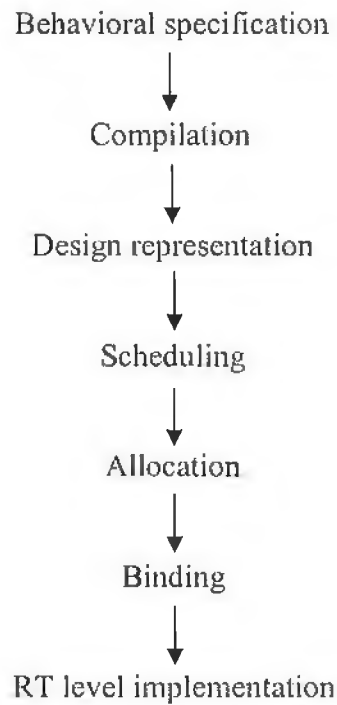 Behavioral specification
Compilation
Design representation
Scheduling
Allocation
Binding
RT level implementation